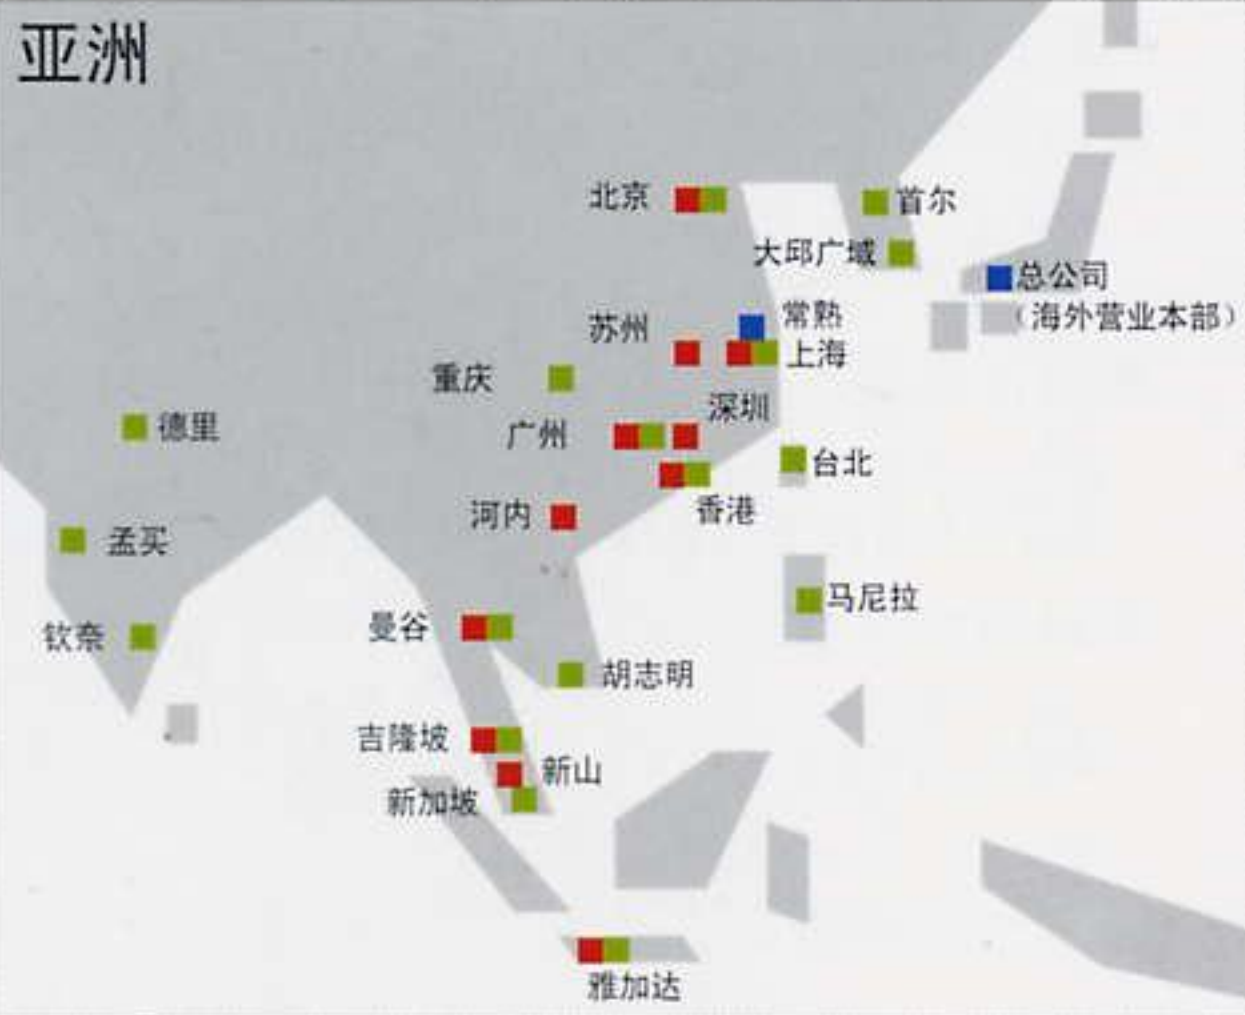 亚洲
北京
首尔
大邱广域
总公司
(海外营业本部)
常熟
苏州
上海
重庆
深圳
德里
广州
台北
香港
河内
孟买
马尼拉
曼谷
钦奈
胡志明
吉隆坡
新山
新加坡
雅加达